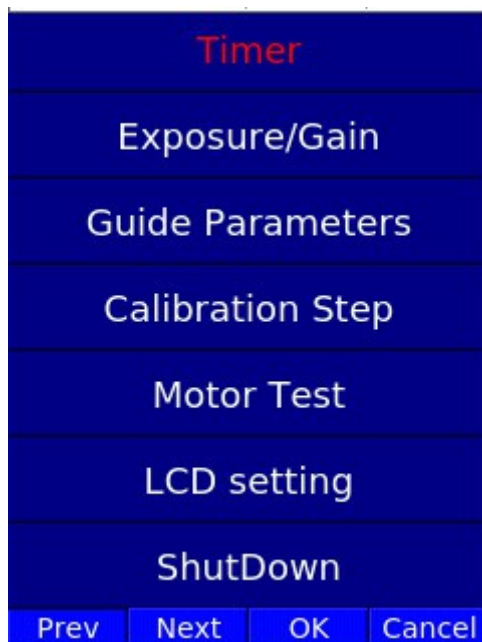 Timer
Exposure/Gain
Guide Parameters
Calibration Step
Motor Test
LCD setting
ShutDown
Prev Next OK Cancel